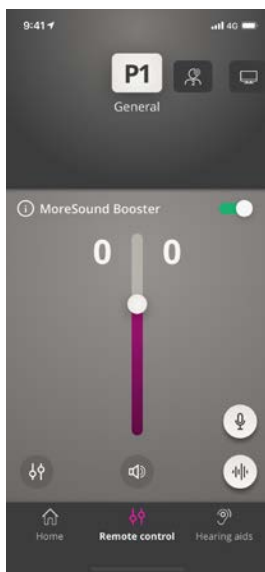 9:41 4G
P1
General
MoreSound Booster
0 0
Home Remote control Hearing aids